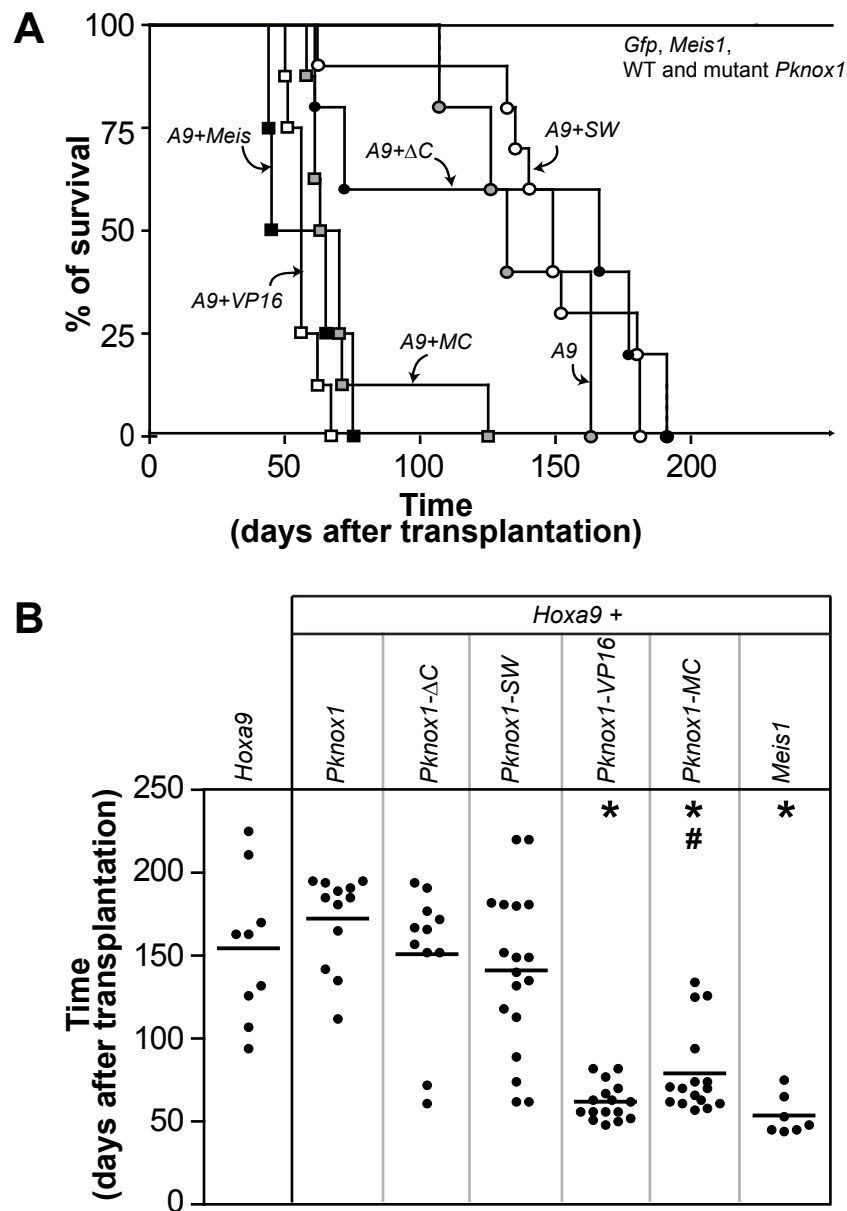 A
Gfp, Meis1,
WT and mutant Pknox1
A9+Meis
A9+ΔC
A9+SW
A9+VP16
A9+MC
A9
% of survival
100
75
50
25
0
0 50 100 150 200
Time
(days after transplantation)
B
Hoxa9 +
Hoxa9
Pknox1
Pknox1-ΔC
Pknox1-SW
Pknox1-VP16
Pknox1-MC
Meis1
* * *
#
Time
(days after transplantation)
250
200
150
100
50
0